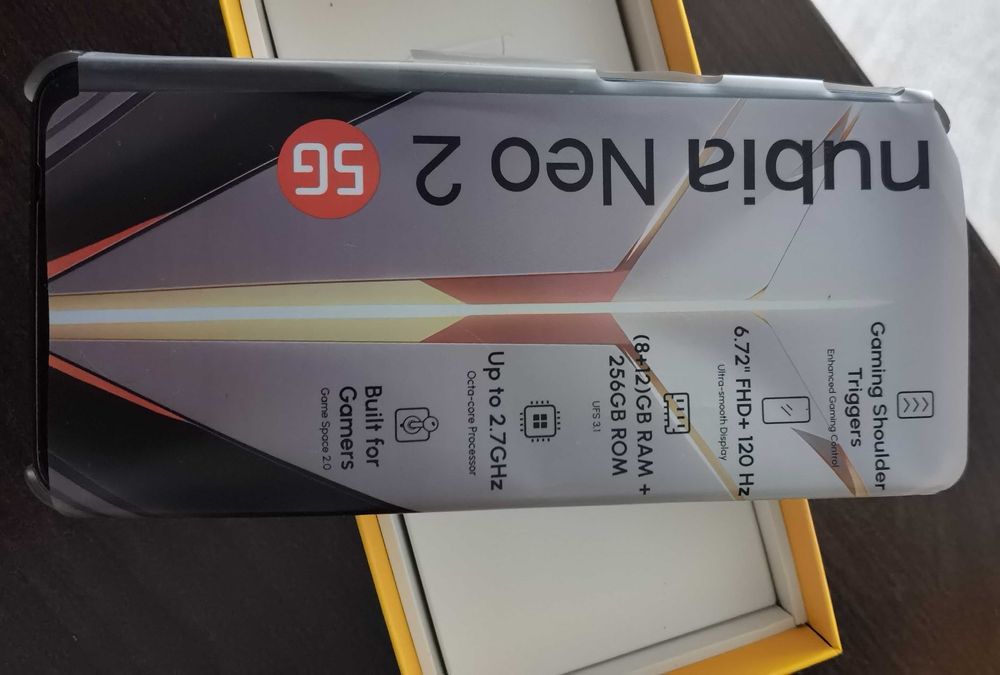 nubia Neo 2 5G
Gaming Shoulder
Triggers
Enhanced Gaming Control
6.72" FHD+ 120 Hz
Ultra-smooth Display
(8+12)GB RAM +
256GB ROM
UFS 3.1
Up to 2.7GHz
Octa-core Processor
Built for
Gamers
Game Space 2.0